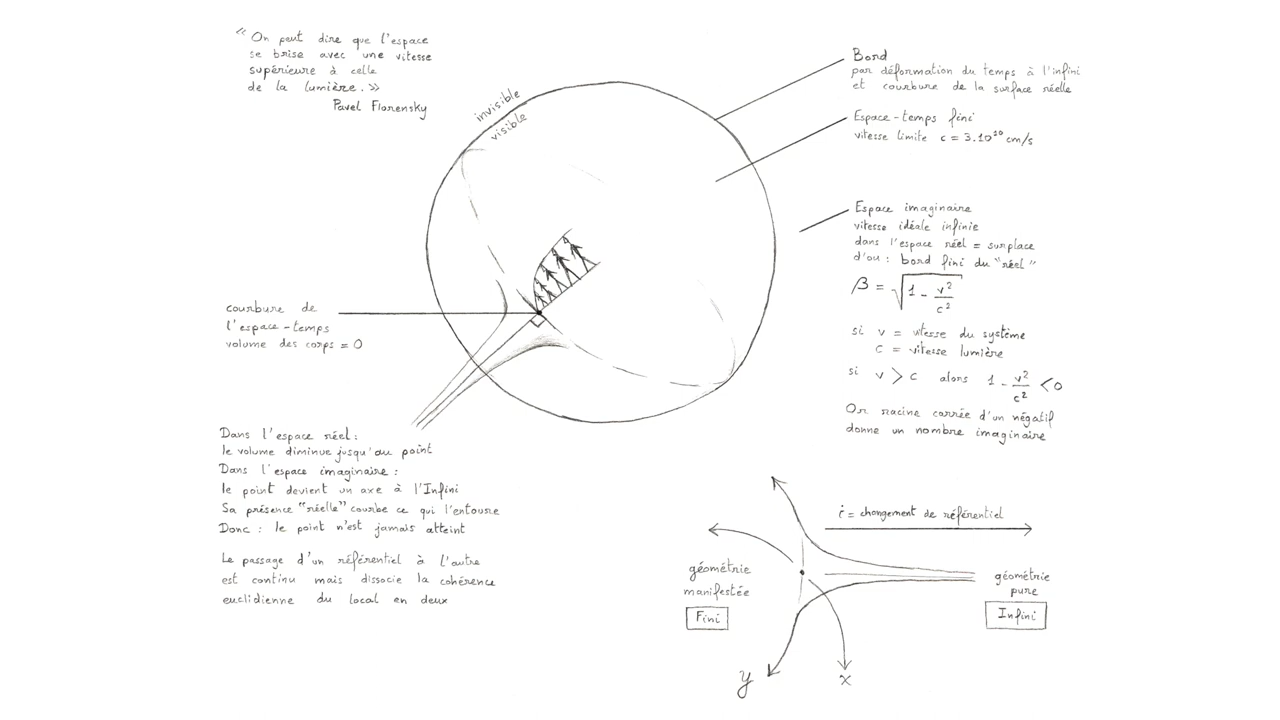 « On peut dire que l'espace
se brise avec une vitesse
supérieure à celle
de la lumière. »
Pavel Florensky
invisible
visible
Bord
par déformation du temps à l'infini
et courbure de la surface réelle
Espace-temps fini
vitesse limite c = 3.10¹⁰ cm/s
Espace imaginaire
vitesse idéale infinie
dans l'espace réel = surplace
d'ou : bord fini du "réel"
β = √(1 - v²/c²)
si v = vitesse du système
c = vitesse lumière
si v > c alors 1 - v²/c² < 0
Or racine carrée d'un négatif
donne un nombre imaginaire
courbure de
l'espace-temps
volume des corps = 0
Dans l'espace réel :
le volume diminue jusqu'au point
Dans l'espace imaginaire :
le point devient un axe à l'Infini
Sa présence "réelle" courbe ce qui l'entoure
Donc : le point n'est jamais atteint
Le passage d'un référentiel à l'autre
est continu mais dissocie la cohérence
euclidienne du local en deux
i = changement de référentiel
géométrie
manifestée
Fini
géométrie
pure
Infini
y
x